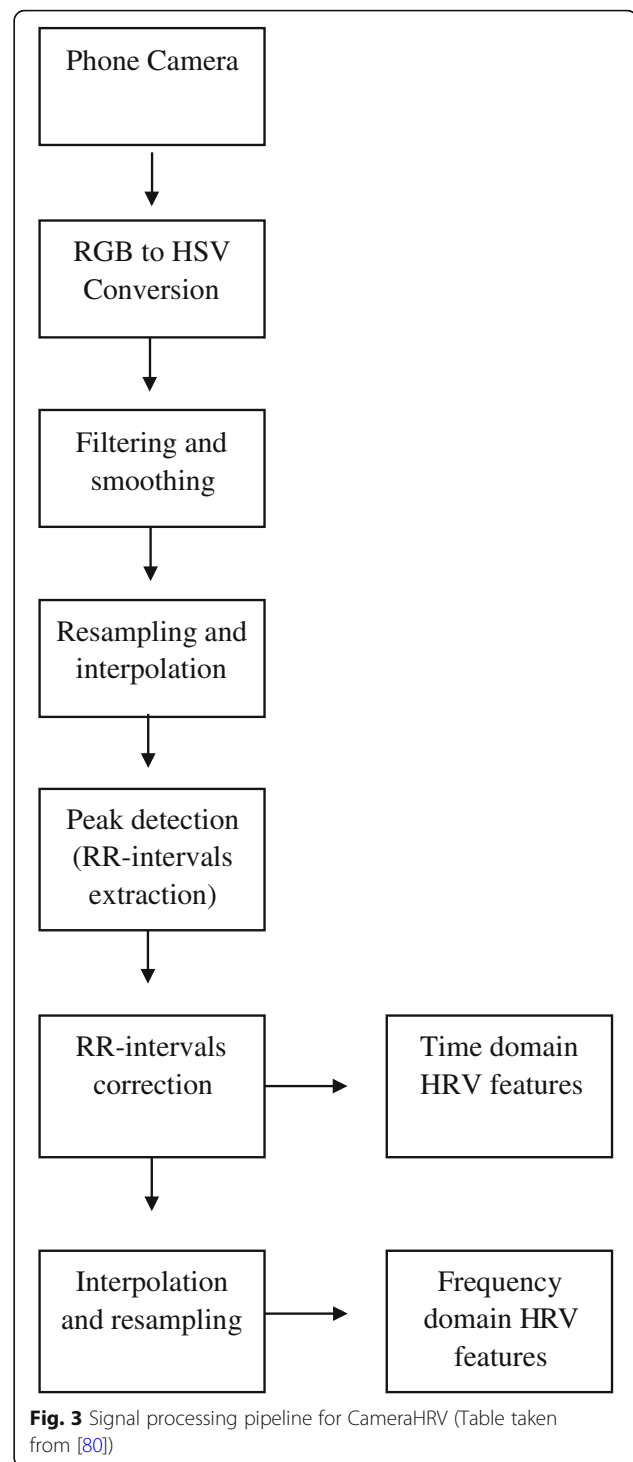 Phone Camera
RGB to HSV
Conversion
Filtering and
smoothing
Resampling and
interpolation
Peak detection
(RR-intervals
extraction)
RR-intervals
correction
Time domain
HRV features
Interpolation
and resampling
Frequency
domain HRV
features
Fig. 3 Signal processing pipeline for CameraHRV (Table taken
from [80])